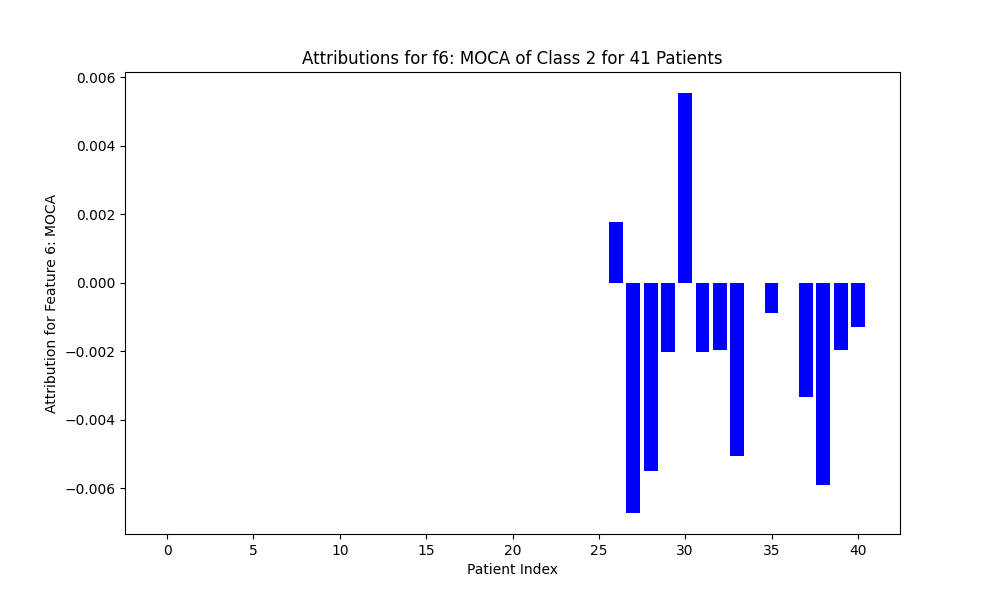 Attributions for f6: MOCA of Class 2 for 41 Patients
Attribution for Feature 6: MOCA
0.006
0.004
0.002
0.000
−0.002
−0.004
−0.006
0 5 10 15 20 25 30 35 40
Patient Index